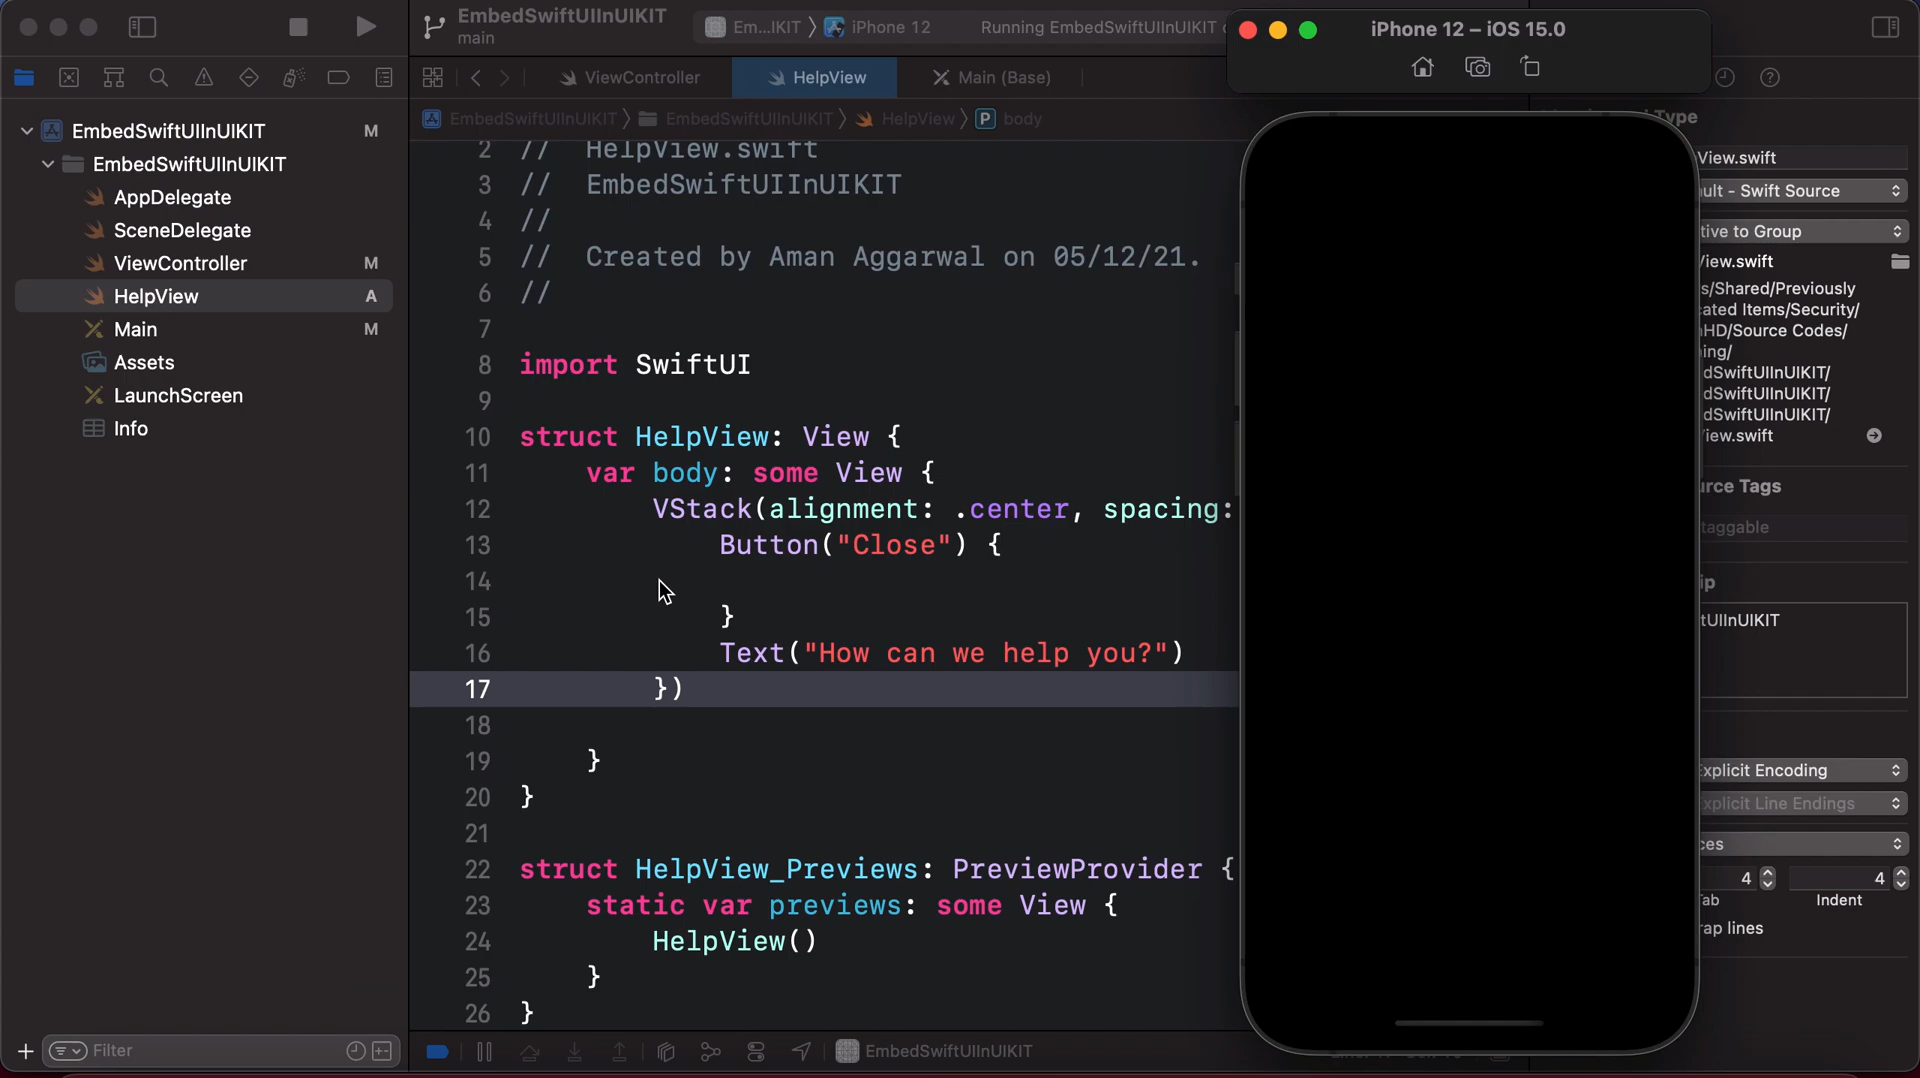 EmbedSwiftUIInUIKIT
main
Em...IKIT
iPhone 12
Running EmbedSwiftUIInUIKIT
iPhone 12 – iOS 15.0
ViewController
HelpView
Main (Base)
EmbedSwiftUIInUIKIT
EmbedSwiftUIInUIKIT
HelpView
P
body
EmbedSwiftUIInUIKIT M
EmbedSwiftUIInUIKIT
AppDelegate
SceneDelegate
ViewController M
HelpView A
Main M
Assets
LaunchScreen
Info
2 // HelpView.swift
3 // EmbedSwiftUIInUIKIT
4 //
5 // Created by Aman Aggarwal on 05/12/21.
6 //
7
8 import SwiftUI
9
10 struct HelpView: View {
11 var body: some View {
12 VStack(alignment: .center, spacing:
13 Button("Close") {
14
15 }
16 Text("How can we help you?")
17 })
18
19 }
20 }
21
22 struct HelpView_Previews: PreviewProvider {
23 static var previews: some View {
24 HelpView()
25 }
26 }
Type
View.swift
ult - Swift Source
tive to Group
View.swift
s/Shared/Previously
cated Items/Security/
nHD/Source Codes/
ing/
dSwiftUIInUIKIT/
dSwiftUIInUIKIT/
dSwiftUIInUIKIT/
View.swift
urce Tags
taggable
ip
tUIInUIKIT
Explicit Encoding
xplicit Line Endings
ces
4
4
ab
Indent
rap lines
Filter
EmbedSwiftUIInUIKIT